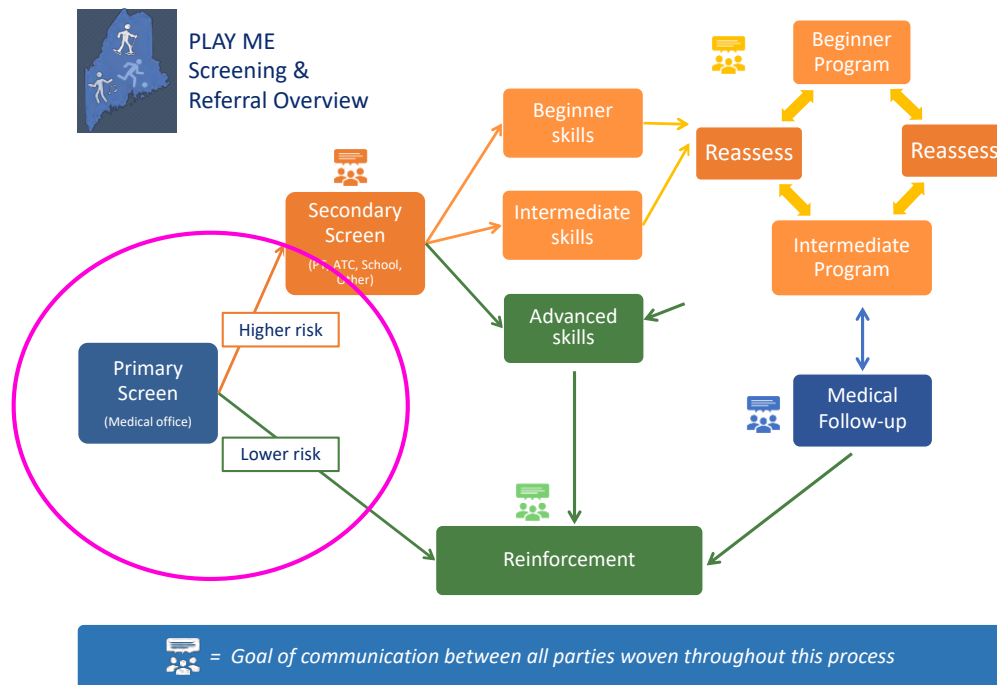 PLAY ME
Screening &
Referral Overview
Beginner
Program
Beginner
skills
Reassess
Reassess
Secondary
Screen
(PT, ATC, School,
Other)
Intermediate
skills
Intermediate
Program
Higher risk
Advanced
skills
Primary
Screen
(Medical office)
Medical
Follow-up
Lower risk
Reinforcement
= Goal of communication between all parties woven throughout this process